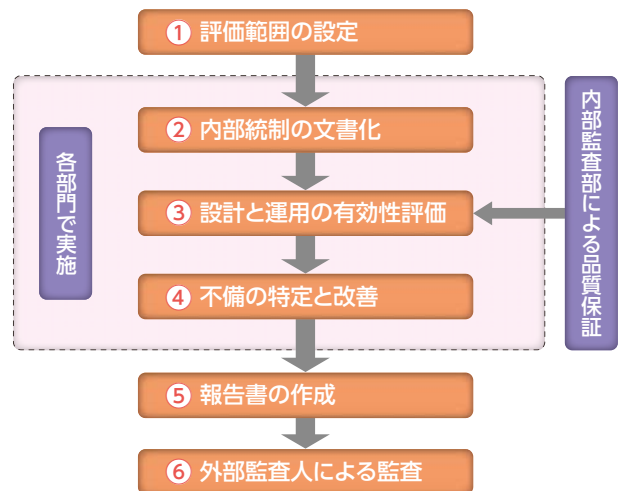 ① 評価範囲の設定
② 内部統制の文書化
各部門で実施
③ 設計と運用の有効性評価
内部監査部による品質保証
④ 不備の特定と改善
⑤ 報告書の作成
⑥ 外部監査人による監査